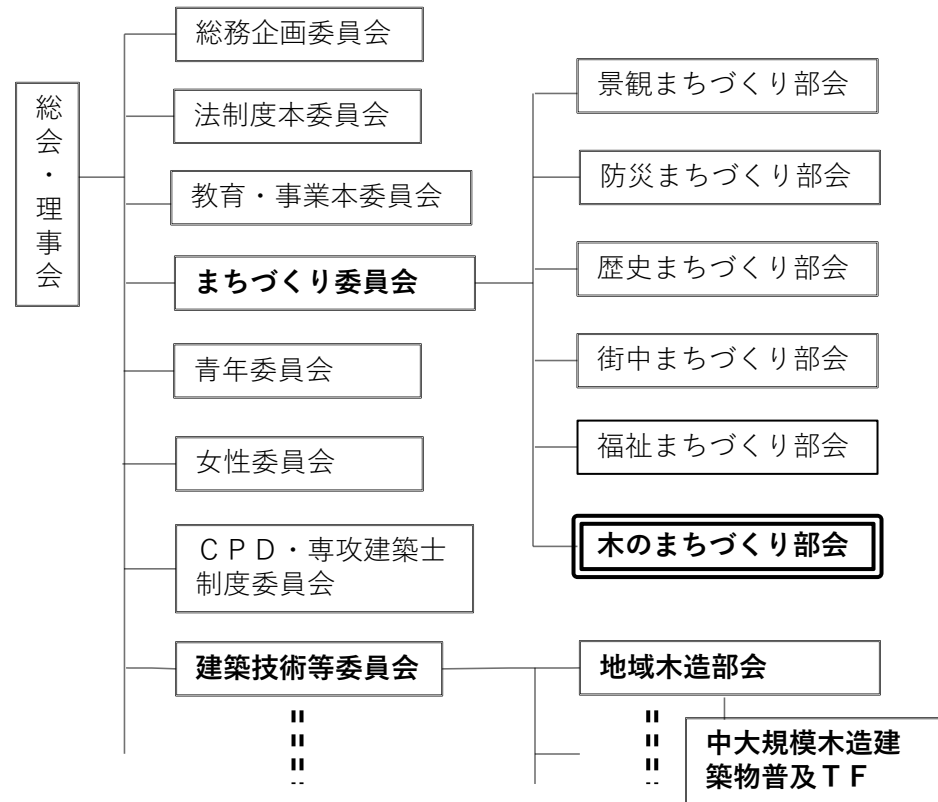 総会・理事会
総務企画委員会
法制度本委員会
教育・事業本委員会
まちづくり委員会
青年委員会
女性委員会
ＣＰＤ・専攻建築士
制度委員会
建築技術等委員会
景観まちづくり部会
防災まちづくり部会
歴史まちづくり部会
街中まちづくり部会
福祉まちづくり部会
木のまちづくり部会
地域木造部会
中大規模木造建
築物普及ＴＦ